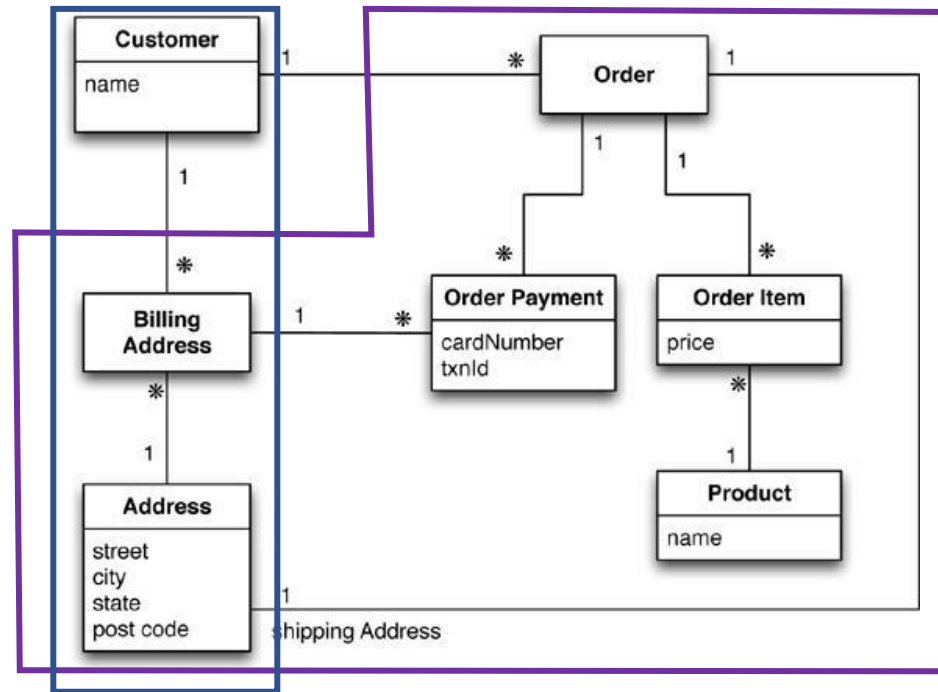 Customer
name
1
*
Order
1
1
1
1
*
Billing
Address
1
*
*
Order Payment
cardNumber
txnId
*
Order Item
price
*
1
Address
street
city
state
post code
*
1
Product
name
1
shipping Address